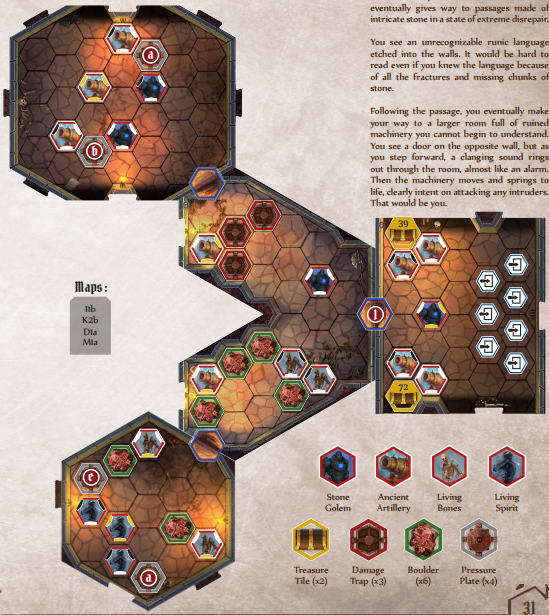 eventually gives way to passages made of
intricate stone in a state of extreme disrepair.
You see an unrecognizable runic language
etched into the walls. It would be hard to
read even if you knew the language because
of all the fractures and missing chunks of
stone.
Following the passage, you eventually make
your way to a larger room full of ruined
machinery you cannot begin to understand.
You see a door on the opposite wall, but as
you step forward, a clanging sound rings
out through the room, almost like an alarm.
Then the machinery moves and springs to
life, clearly intent on attacking any intruders.
That would be you.
a
b
39
1
72
Maps:
I1b
K2b
D1a
M1a
c
a
Stone
Golem
Ancient
Artillery
Living
Bones
Living
Spirit
Treasure
Tile (x2)
Damage
Trap (x3)
Boulder
(x6)
Pressure
Plate (x4)
31